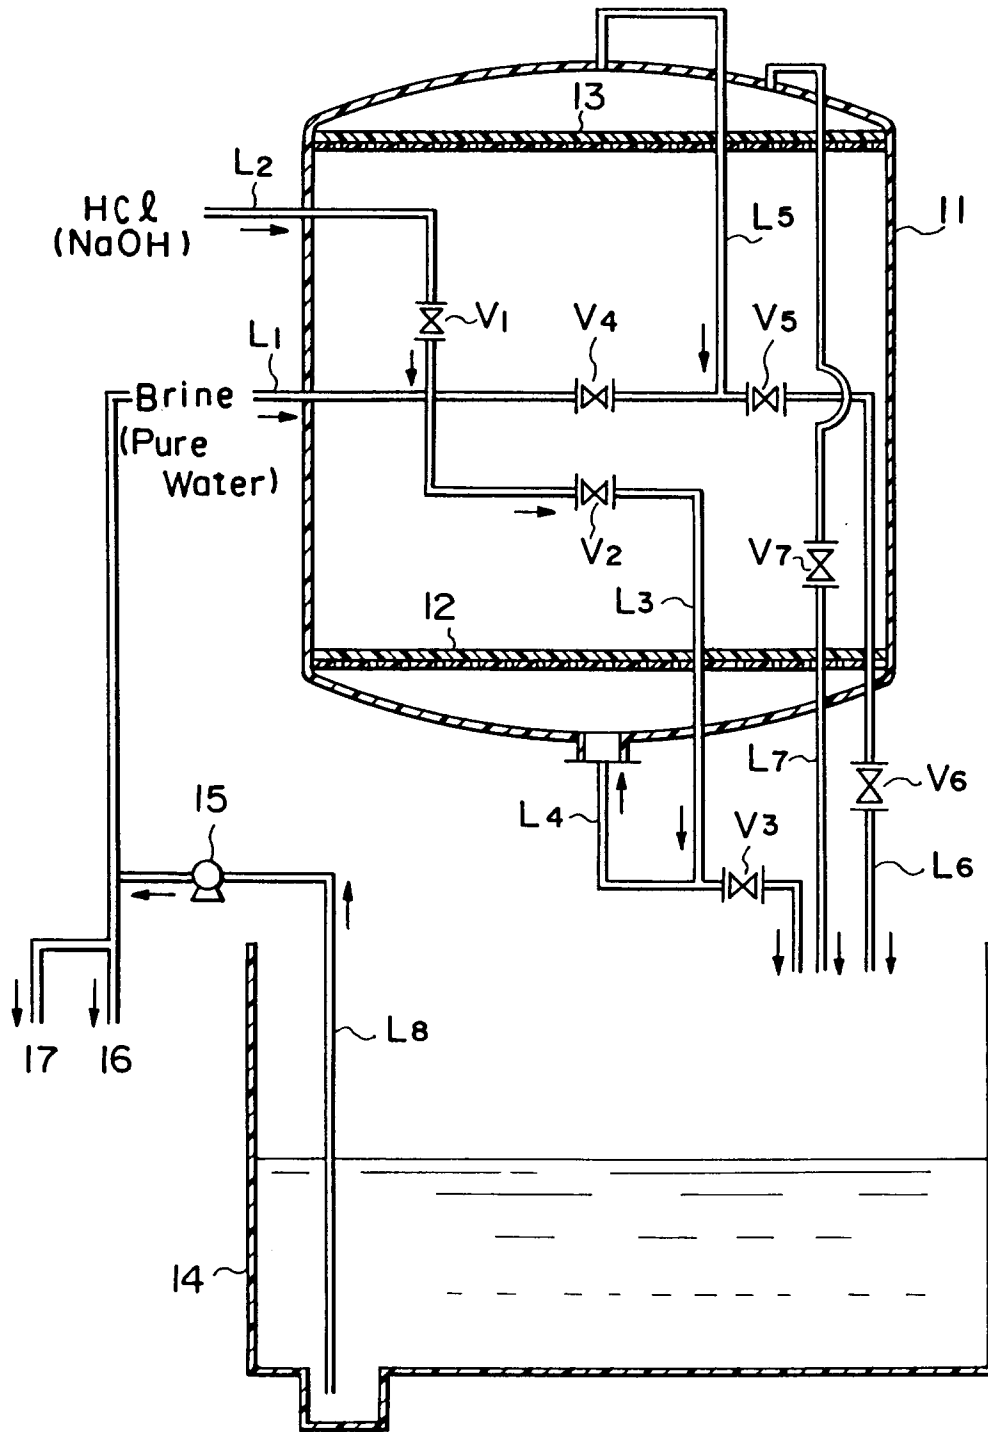 13
L2
HCl
(NaOH)
L5
11
V1
V4
V5
L1
Brine
(Pure
Water)
V2
V7
12
L3
L7
V6
L4
15
V3
L6
L8
17
16
14